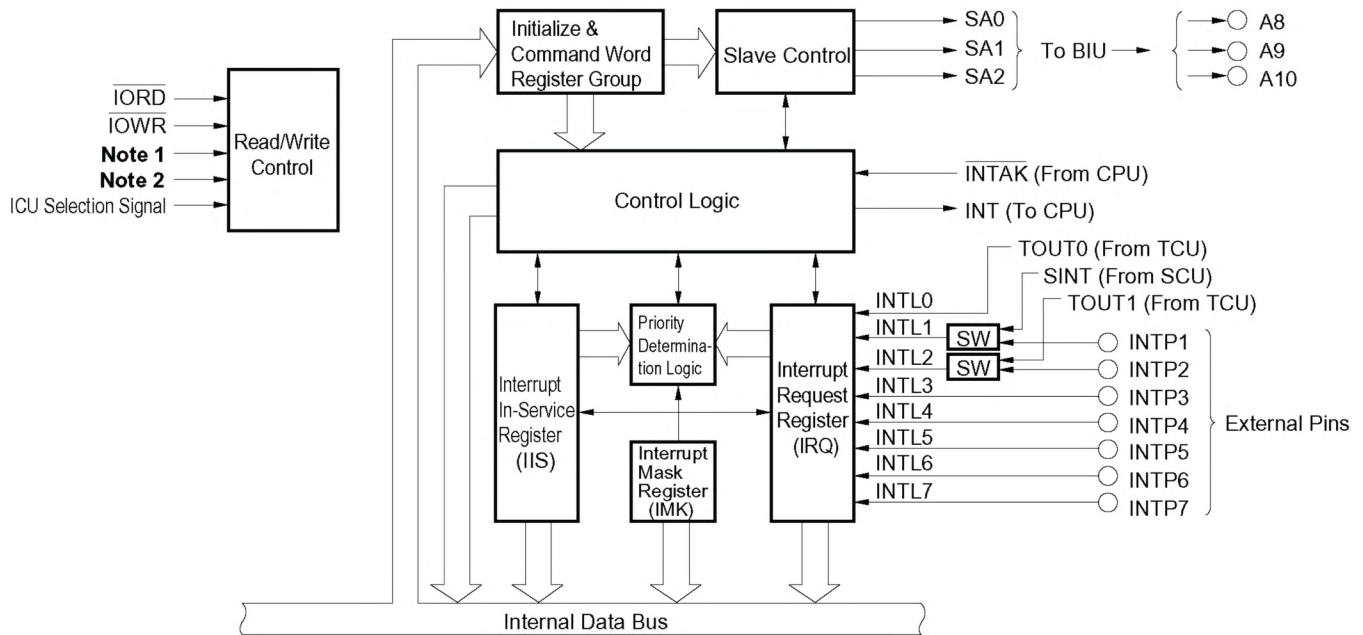 Initialize &
Command Word
Register Group
Slave Control
SA0
SA1
SA2
To BIU
A8
A9
A10
IORD
IOWR
Note 1
Note 2
ICU Selection Signal
Read/Write
Control
Control Logic
INTAK (From CPU)
INT (To CPU)
TOUT0 (From TCU)
SINT (From SCU)
TOUT1 (From TCU)
INTL0
INTL1
INTL2
INTL3
INTL4
INTL5
INTL6
INTL7
SW
SW
INTP1
INTP2
INTP3
INTP4
INTP5
INTP6
INTP7
External Pins
Interrupt
In-Service
Register
(IIS)
Priority
Determina-
tion Logic
Interrupt
Mask
Register
(IMK)
Interrupt
Request
Register
(IRQ)
Internal Data Bus